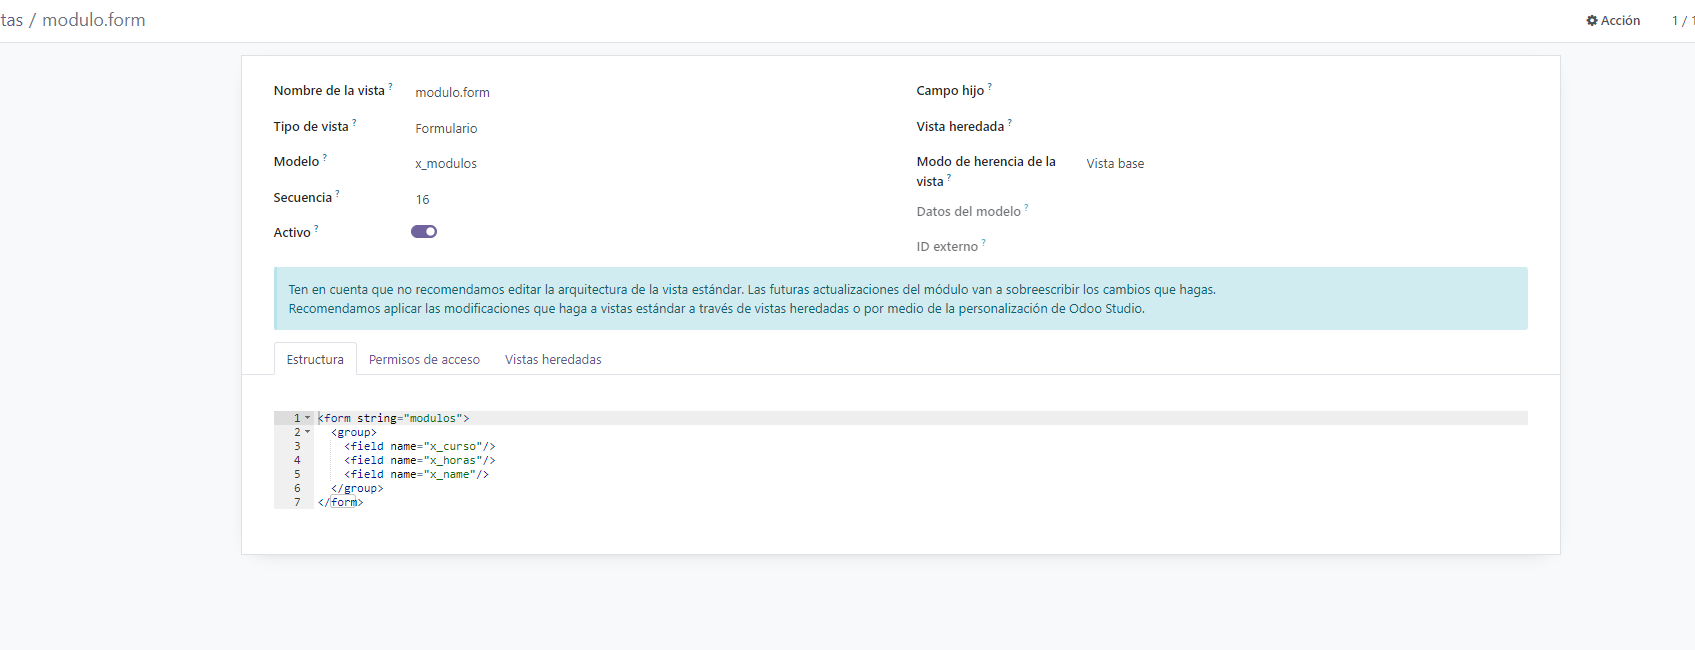 tas / modulo.form
Acción 1 / 1
Nombre de la vista ? modulo.form
Campo hijo ?
Tipo de vista ? Formulario
Vista heredada ?
Modelo ? x_modulos
Modo de herencia de la vista ? Vista base
Secuencia ? 16
Datos del modelo ?
Activo ?
ID externo ?
Ten en cuenta que no recomendamos editar la arquitectura de la vista estándar. Las futuras actualizaciones del módulo van a sobreescribir los cambios que hagas.
Recomendamos aplicar las modificaciones que haga a vistas estándar a través de vistas heredadas o por medio de la personalización de Odoo Studio.
Estructura Permisos de acceso Vistas heredadas
1 <form string="modulos">
2 <group>
3 <field name="x_curso"/>
4 <field name="x_horas"/>
5 <field name="x_name"/>
6 </group>
7 </form>